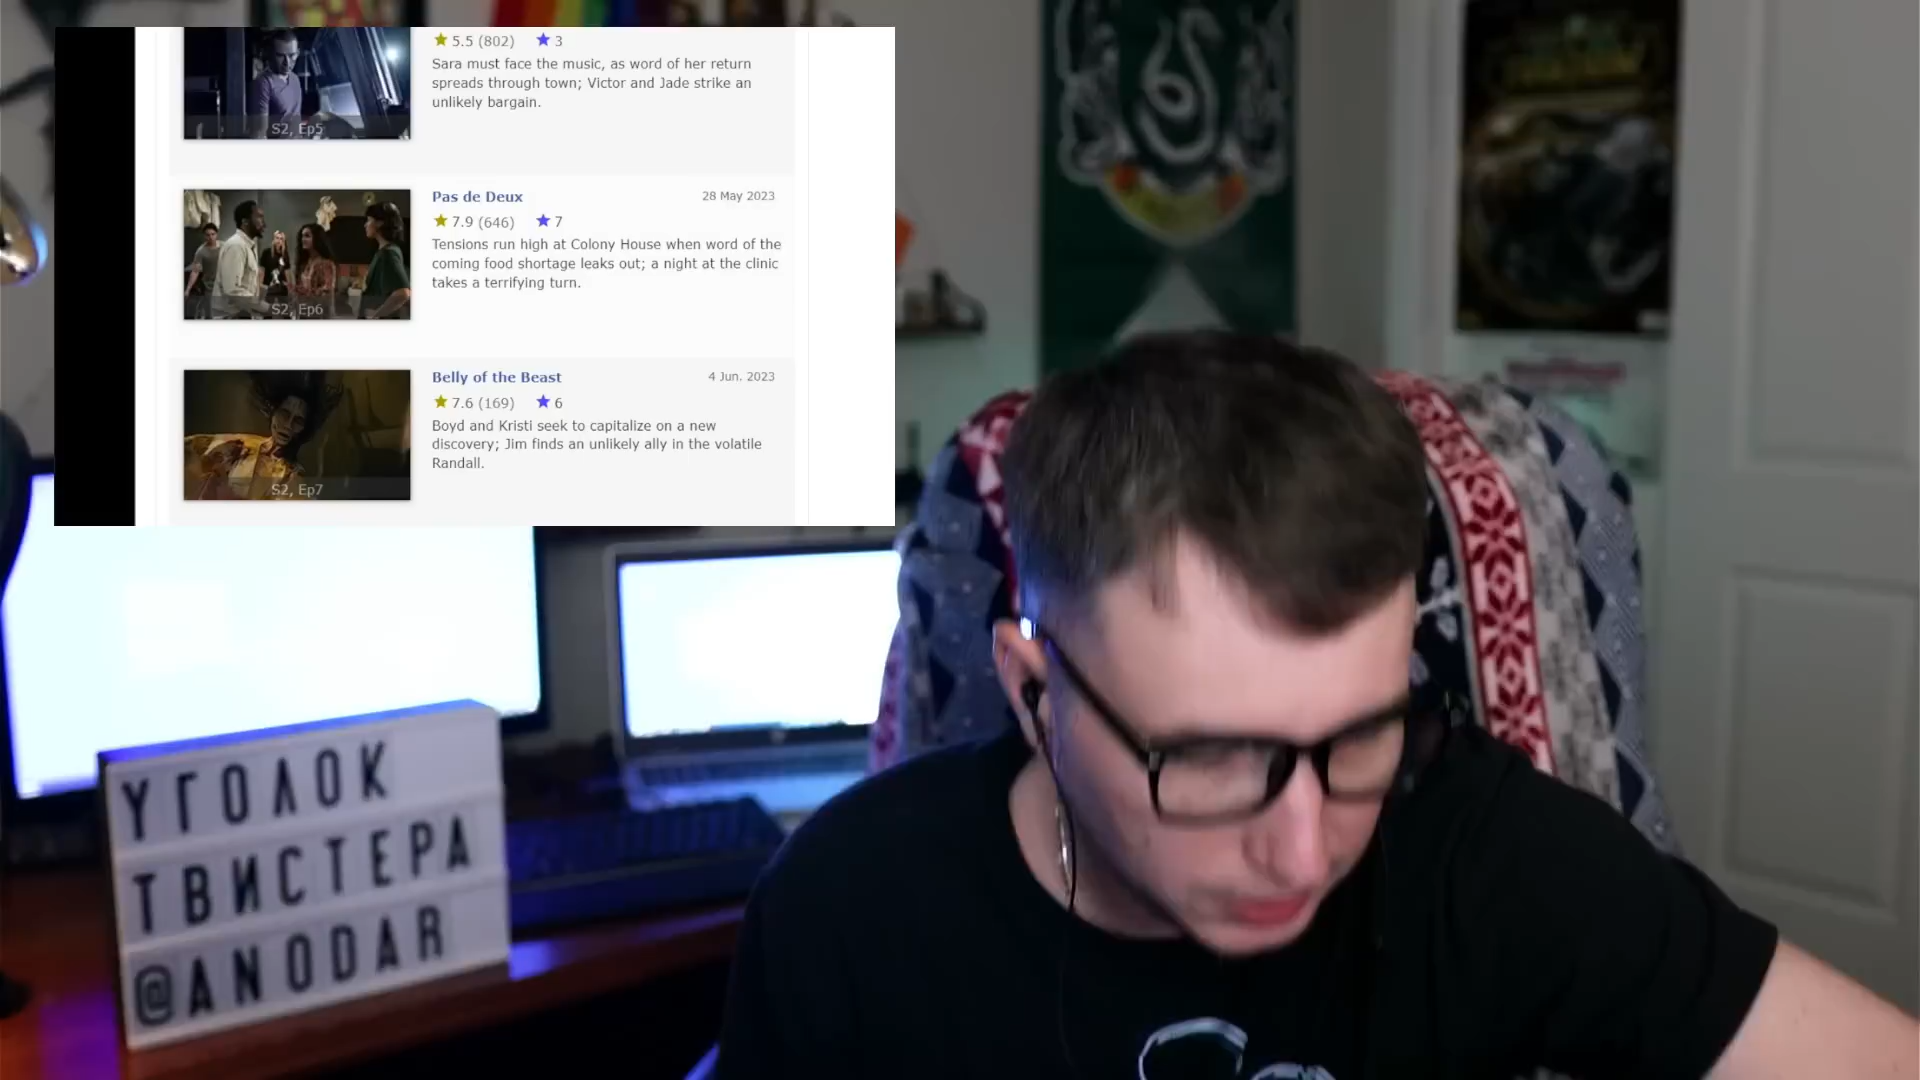 5.5 (802) 3
Sara must face the music, as word of her return
spreads through town; Victor and Jade strike an
unlikely bargain.
S2, Ep5
Pas de Deux 28 May 2023
7.9 (646) 7
Tensions run high at Colony House when word of the
coming food shortage leaks out; a night at the clinic
takes a terrifying turn.
S2, Ep6
Belly of the Beast 4 Jun. 2023
7.6 (169) 6
Boyd and Kristi seek to capitalize on a new
discovery; Jim finds an unlikely ally in the volatile
Randall.
S2, Ep7
УГОЛОК
ТВИСТЕРА
@ANODAR